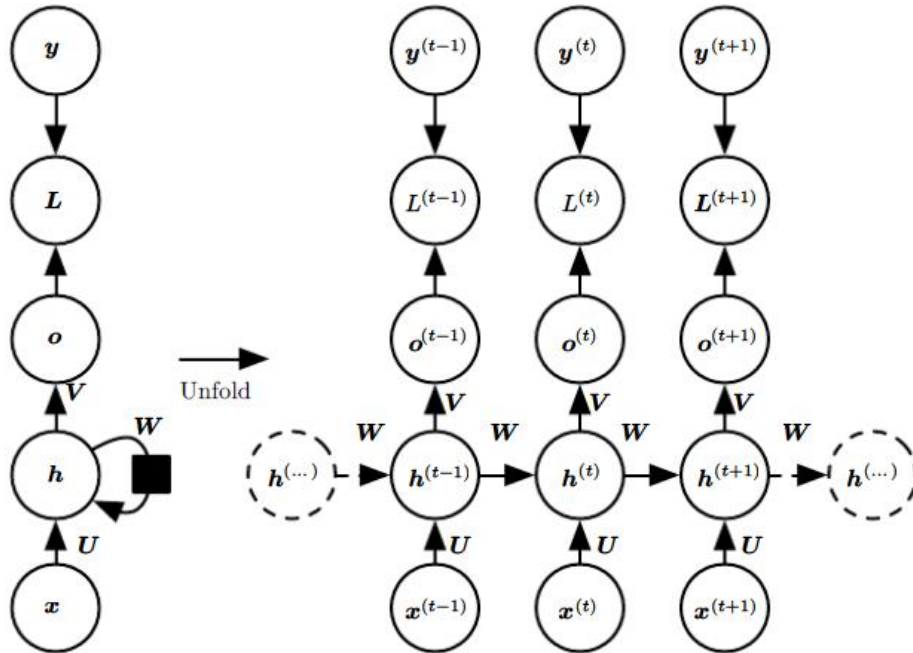 y y^{(t-1)} y^{(t)} y^{(t+1)}
L L^{(t-1)} L^{(t)} L^{(t+1)}
o o^{(t-1)} o^{(t)} o^{(t+1)}
Unfold
V V V V
W W W W W
h h^{(...)} h^{(t-1)} h^{(t)} h^{(t+1)} h^{(...)}
U U U U
x x^{(t-1)} x^{(t)} x^{(t+1)}